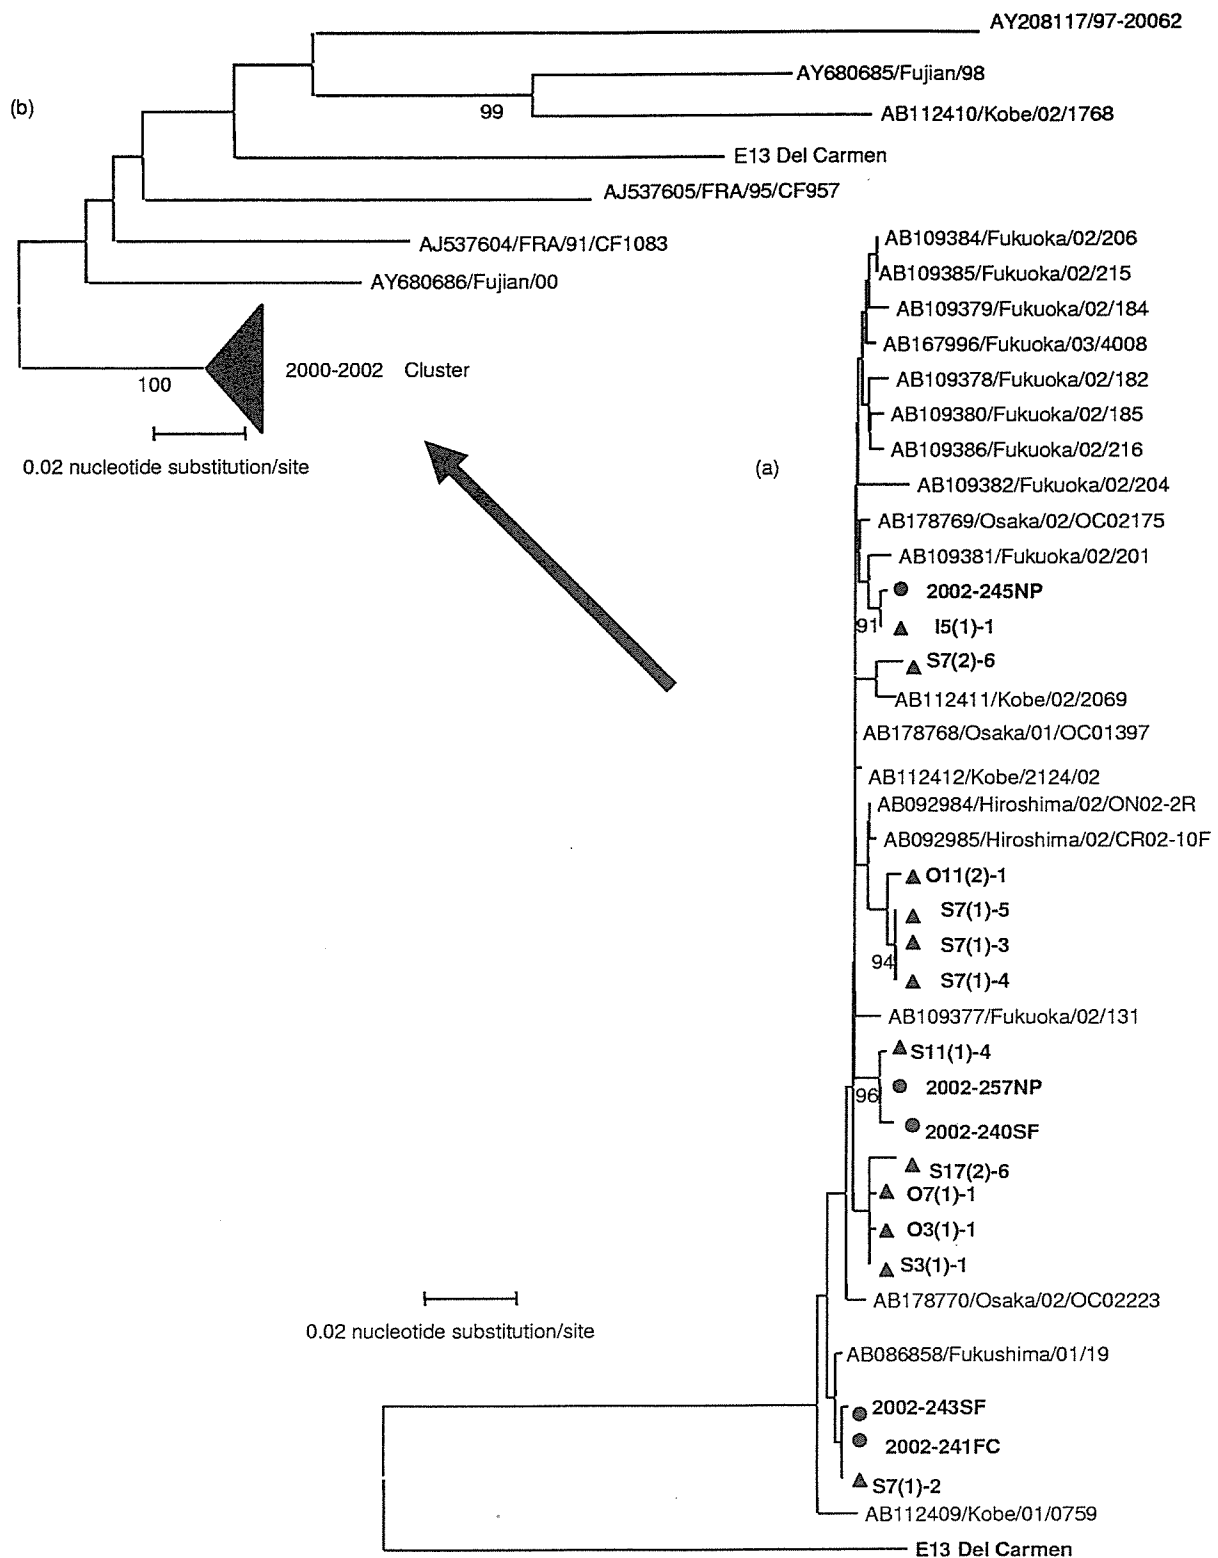 AY208117/97-20062
AY680685/Fujian/98
(b)
99
AB112410/Kobe/02/1768
E13 Del Carmen
AJ537605/FRA/95/CF957
AJ537604/FRA/91/CF1083
AY680686/Fujian/00
2000-2002 Cluster
100
0.02 nucleotide substitution/site
(a)
AB109384/Fukuoka/02/206
AB109385/Fukuoka/02/215
AB109379/Fukuoka/02/184
AB167996/Fukuoka/03/4008
AB109378/Fukuoka/02/182
AB109380/Fukuoka/02/185
AB109386/Fukuoka/02/216
AB109382/Fukuoka/02/204
AB178769/Osaka/02/OC02175
AB109381/Fukuoka/02/201
2002-245NP
91
I5(1)-1
S7(2)-6
AB112411/Kobe/02/2069
AB178768/Osaka/01/OC01397
AB112412/Kobe/2124/02
AB092984/Hiroshima/02/ON02-2R
AB092985/Hiroshima/02/CR02-10F
O11(2)-1
S7(1)-5
S7(1)-3
94
S7(1)-4
AB109377/Fukuoka/02/131
S11(1)-4
2002-257NP
96
2002-240SF
S17(2)-6
O7(1)-1
O3(1)-1
S3(1)-1
AB178770/Osaka/02/OC02223
0.02 nucleotide substitution/site
AB086858/Fukushima/01/19
2002-243SF
2002-241FC
S7(1)-2
AB112409/Kobe/01/0759
E13 Del Carmen